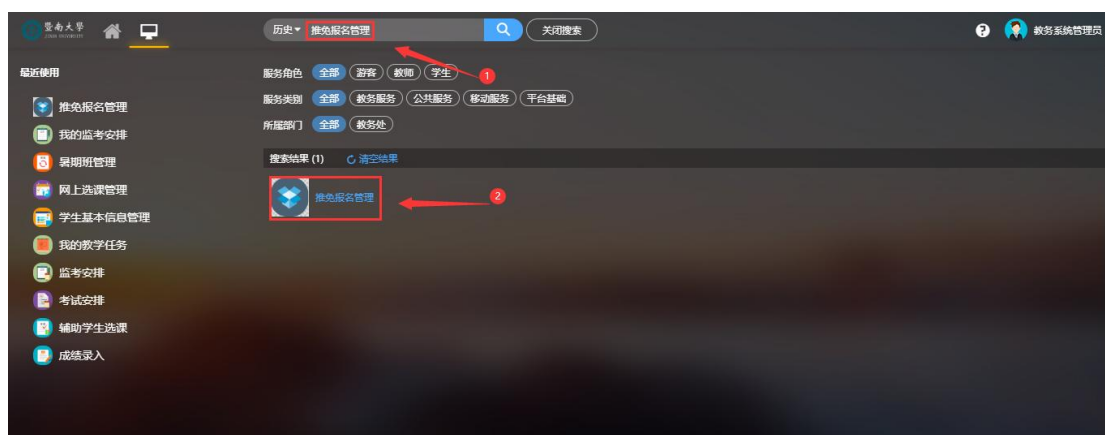 暨南大学
JINAN UNIVERSITY
历史 推免报名管理
关闭搜索
教务系统管理员
最近使用
推免报名管理
我的监考安排
暑期班管理
网上选课管理
学生基本信息管理
我的教学任务
监考安排
考试安排
辅助学生选课
成绩录入
服务角色 全部 游客 教师 学生
1
服务类别 全部 教务服务 公共服务 移动服务 平台基础
所属部门 全部 教务处
搜索结果 (1) 清空结果
推免报名管理
2